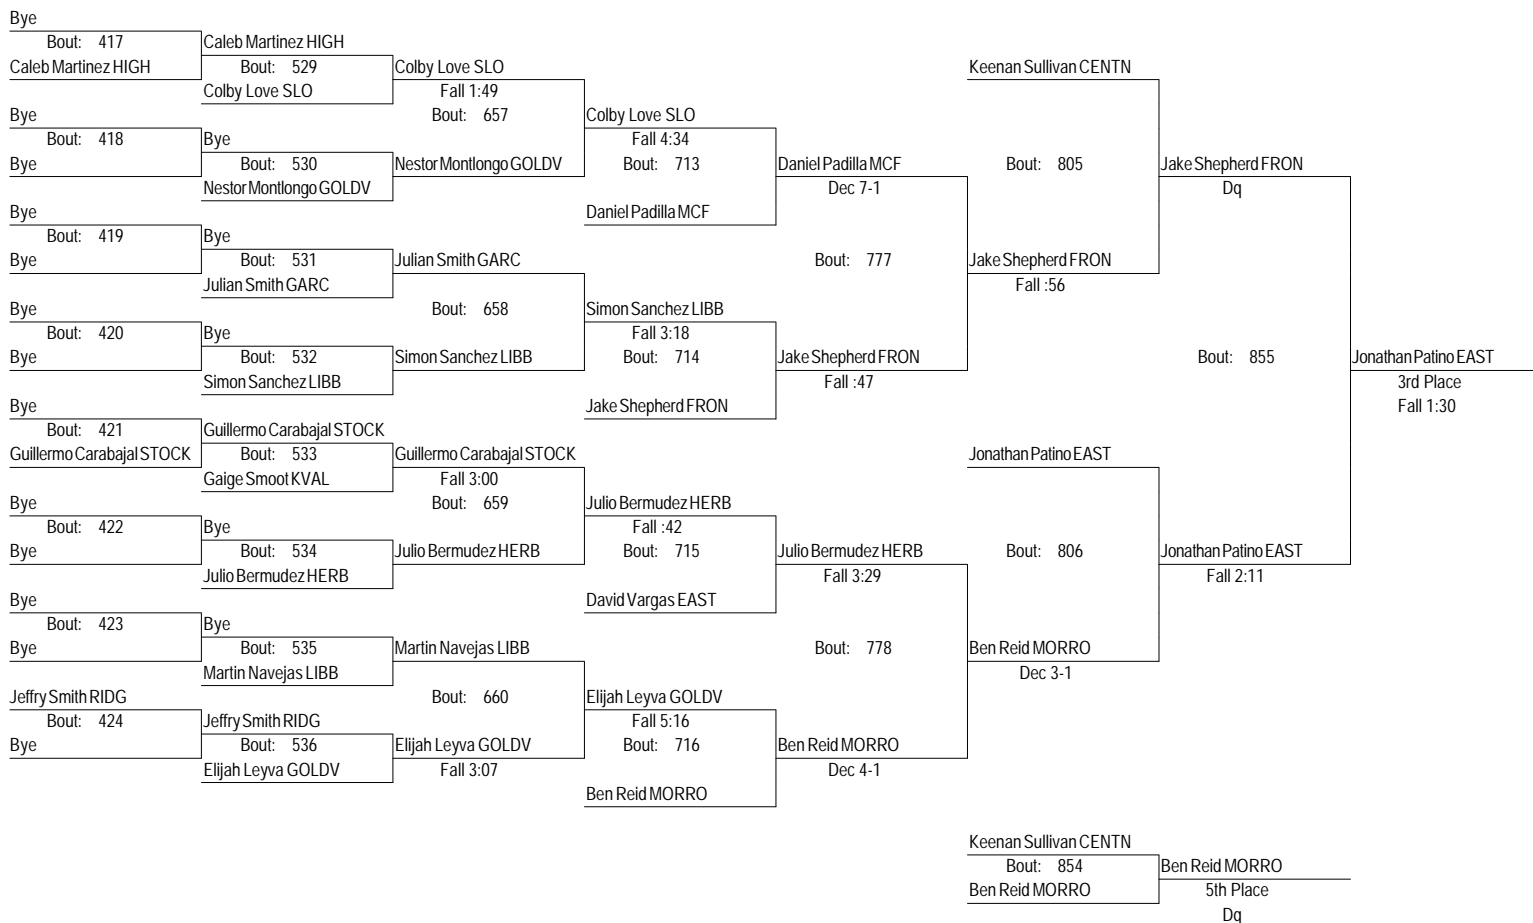 Bye
Bout: 417
Caleb Martinez HIGH
Caleb Martinez HIGH
Bout: 529
Colby Love SLO
Colby Love SLO
Fall 1:49
Bout: 657
Keenan Sullivan CENTN
Bye
Bout: 418
Bye
Bye
Bout: 530
Nestor Montlongo GOLDV
Nestor Montlongo GOLDV
Colby Love SLO
Fall 4:34
Bout: 713
Daniel Padilla MCF
Daniel Padilla MCF
Dec 7-1
Bout: 805
Jake Shepherd FRON
Dq
Bye
Bout: 419
Bye
Bye
Bout: 531
Julian Smith GARC
Julian Smith GARC
Bout: 658
Bout: 777
Jake Shepherd FRON
Fall :56
Bye
Bout: 420
Bye
Bye
Bout: 532
Simon Sanchez LIBB
Simon Sanchez LIBB
Simon Sanchez LIBB
Fall 3:18
Bout: 714
Jake Shepherd FRON
Jake Shepherd FRON
Fall :47
Bout: 855
Jonathan Patino EAST
3rd Place
Fall 1:30
Bye
Bout: 421
Guillermo Carabajal STOCK
Guillermo Carabajal STOCK
Bout: 533
Gaige Smoot KVAL
Guillermo Carabajal STOCK
Fall 3:00
Bout: 659
Jonathan Patino EAST
Bye
Bout: 422
Bye
Bye
Bout: 534
Julio Bermudez HERB
Julio Bermudez HERB
Julio Bermudez HERB
Fall :42
Bout: 715
David Vargas EAST
Julio Bermudez HERB
Fall 3:29
Bout: 806
Jonathan Patino EAST
Fall 2:11
Bye
Bout: 423
Bye
Bye
Bout: 535
Martin Navejas LIBB
Martin Navejas LIBB
Bout: 660
Bout: 778
Ben Reid MORRO
Dec 3-1
Jeffry Smith RIDG
Bout: 424
Bye
Jeffry Smith RIDG
Bout: 536
Elijah Leyva GOLDV
Elijah Leyva GOLDV
Fall 3:07
Elijah Leyva GOLDV
Fall 5:16
Bout: 716
Ben Reid MORRO
Ben Reid MORRO
Dec 4-1
Keenan Sullivan CENTN
Bout: 854
Ben Reid MORRO
Ben Reid MORRO
5th Place
Dq